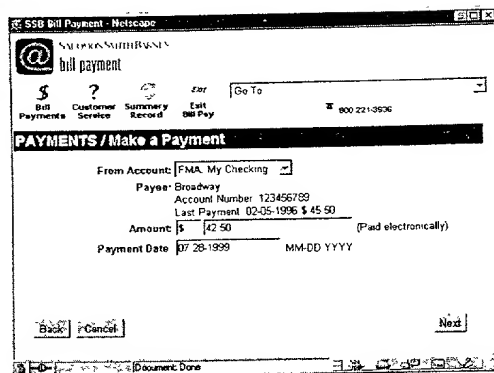 SSB Bill Payment - Netscape
SALOMON SMITH BARNEY
bill payment
Go To
Bill Payments
Customer Service
Summary Record
Exit
Exit Bill Pay
800 221-3936
PAYMENTS / Make a Payment
From Account: FMA. My Checking
Payee: Broadway
Account Number 123456789
Last Payment 02-05-1996 $ 45 50
Amount: $ 42 50 (Paid electronically)
Payment Date 07 28-1999 MM-DD YYYY
Back Cancel Next
Document: Done